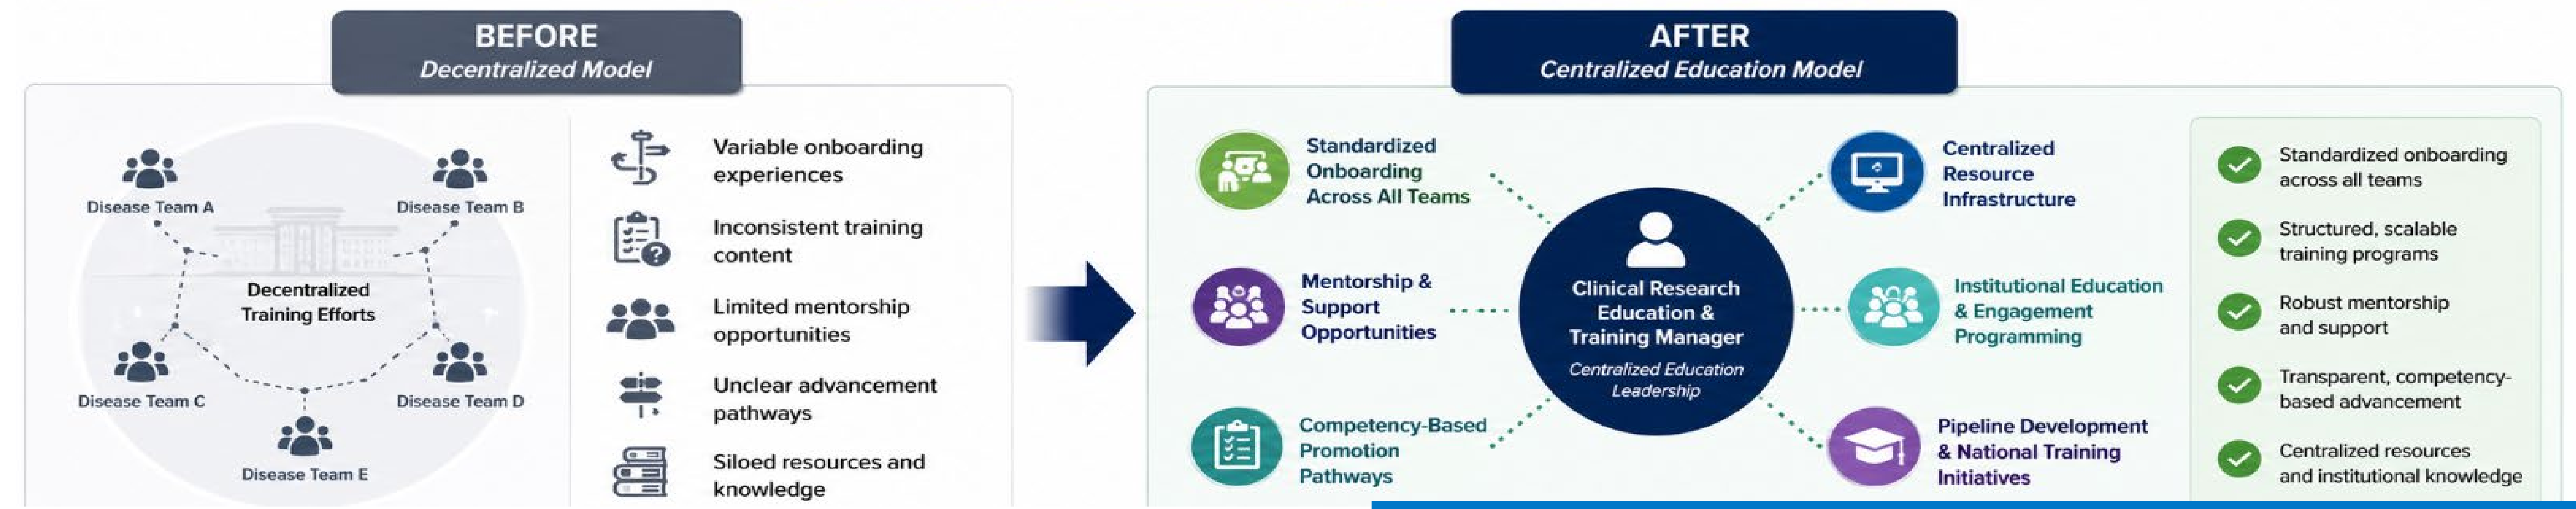 BEFORE
Decentralized Model
Disease Team A
Disease Team B
Decentralized
Training Efforts
Disease Team C
Disease Team D
Disease Team E
Variable onboarding
experiences
Inconsistent training
content
Limited mentorship
opportunities
Unclear advancement
pathways
Siloed resources and
knowledge
AFTER
Centralized Education Model
Standardized
Onboarding
Across All Teams
Mentorship &
Support
Opportunities
Competency-Based
Promotion
Pathways
Clinical Research
Education &
Training Manager
Centralized Education
Leadership
Centralized
Resource
Infrastructure
Institutional Education
& Engagement
Programming
Pipeline Development
& National Training
Initiatives
Standardized onboarding
across all teams
Structured, scalable
training programs
Robust mentorship
and support
Transparent, competency-
based advancement
Centralized resources
and institutional knowledge